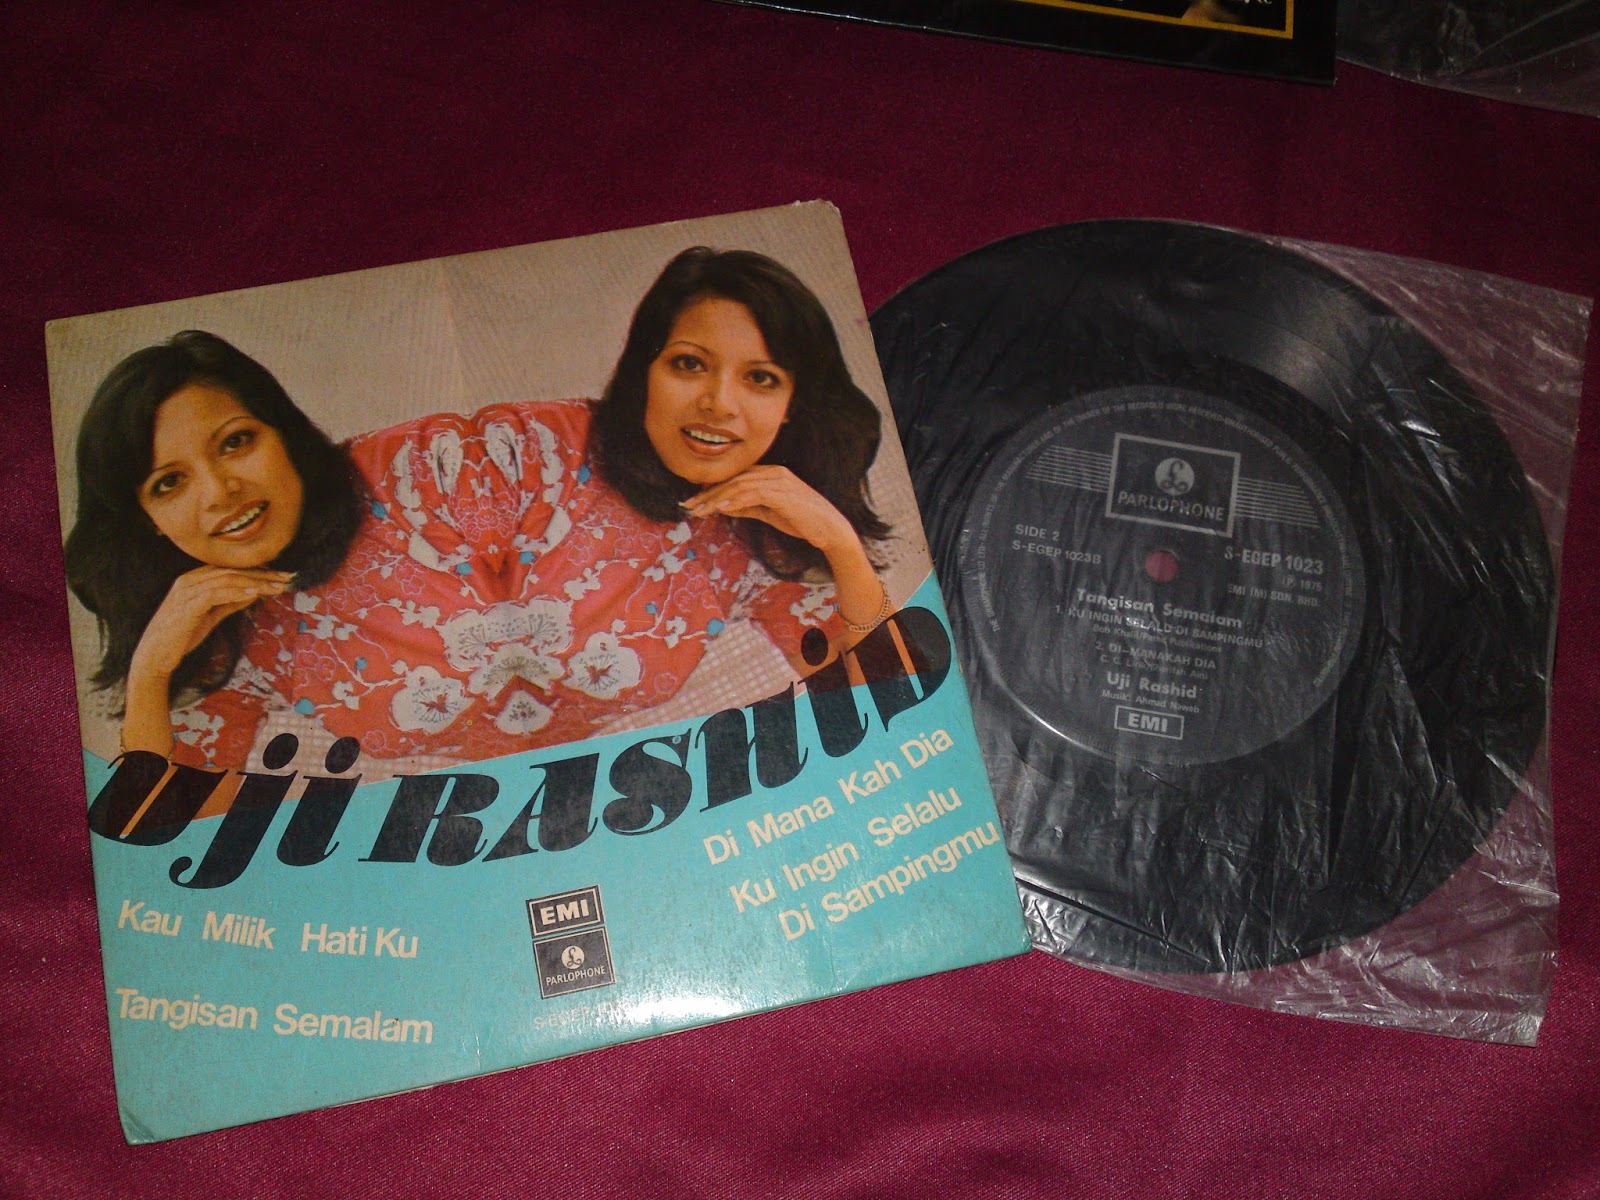 uji RASHID
Di Mana Kah Dia
Ku Ingin Selalu
Di Sampingmu
Kau Milik Hati Ku
Tangisan Semalam
EMI
PARLOPHONE
PARLOPHONE
SIDE 2
S-EGEP 1023B
S-EGEP 1023
(P) 1975
EMI (M) SDN. BHD.
Tangisan Semalam
1. KU INGIN SELALU DI SAMPINGMU
2. DI-MANAKAH DIA
Uji Rashid
Musik: Ahmad Nawab
EMI